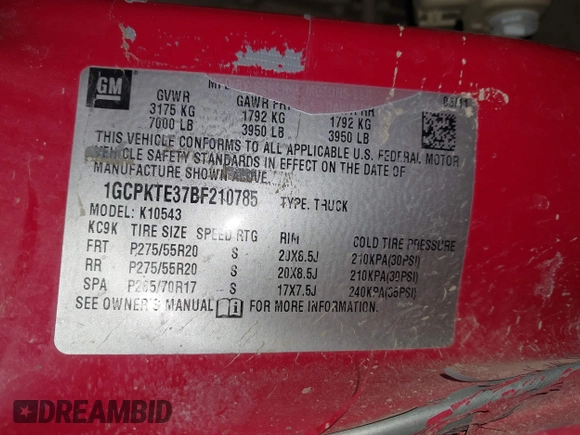 GM
GVWR GAWR FRT RR
3175 KG 1792 KG 1792 KG
7000 LB 3950 LB 3950 LB
THIS VEHICLE CONFORMS TO ALL APPLICABLE U.S. FEDERAL MOTOR
VEHICLE SAFETY STANDARDS IN EFFECT ON THE DATE OF
MANUFACTURE SHOWN ABOVE.
1GCPKTE37BF210785 TYPE: TRUCK
MODEL: K10543
KC9K TIRE SIZE SPEED RTG RIM COLD TIRE PRESSURE
FRT P275/55R20 S 20X8.5J 210KPA(30PSI)
RR P275/55R20 S 20X8.5J 210KPA(30PSI)
SPA P265/70R17 S 17X7.5J 240KPA(35PSI)
SEE OWNER'S MANUAL FOR MORE INFORMATION
DREAMBID